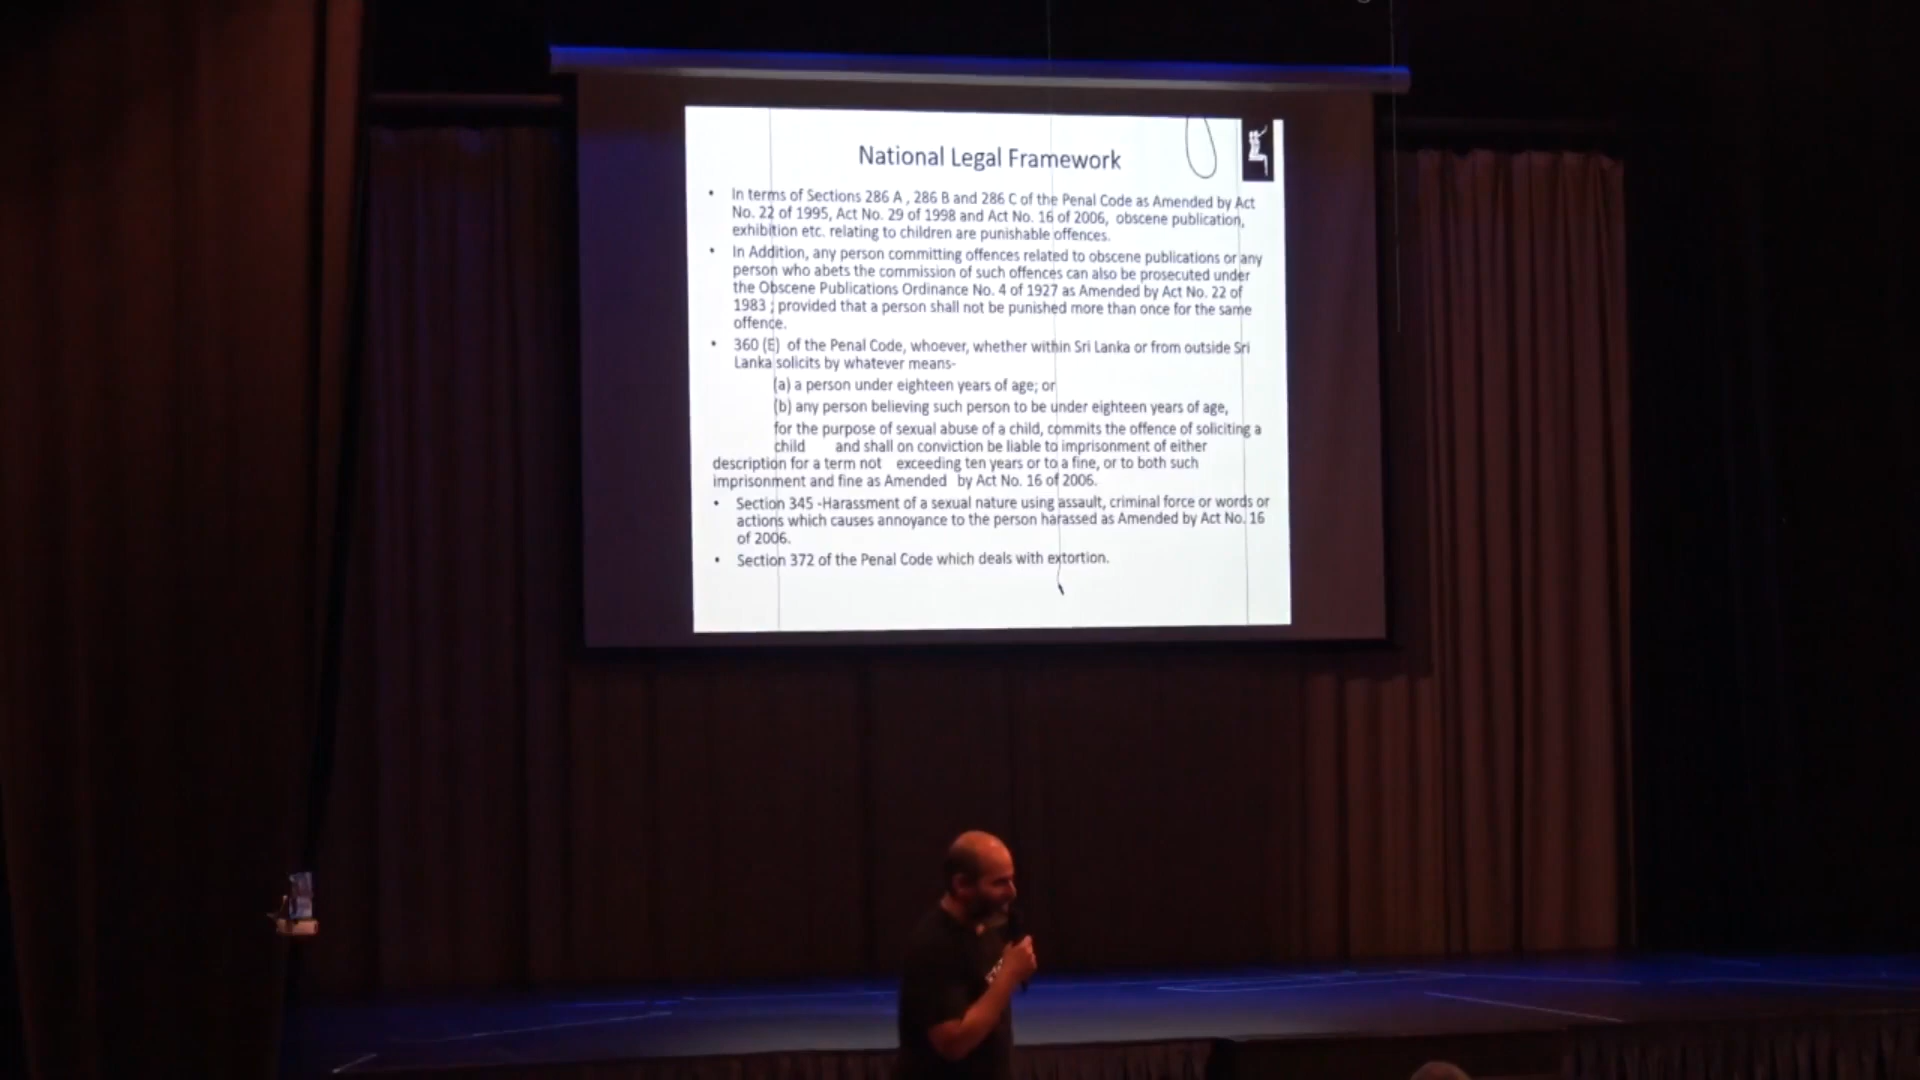 National Legal Framework
• In terms of Sections 286 A , 286 B and 286 C of the Penal Code as Amended by Act
No. 22 of 1995, Act No. 29 of 1998 and Act No. 16 of 2006, obscene publication,
exhibition etc. relating to children are punishable offences.
• In Addition, any person committing offences related to obscene publications or any
person who abets the commission of such offences can also be prosecuted under
the Obscene Publications Ordinance No. 4 of 1927 as Amended by Act No. 22 of
1983 ; provided that a person shall not be punished more than once for the same
offence.
• 360 (E) of the Penal Code, whoever, whether within Sri Lanka or from outside Sri
Lanka solicits by whatever means-
(a) a person under eighteen years of age; or
(b) any person believing such person to be under eighteen years of age,
for the purpose of sexual abuse of a child, commits the offence of soliciting a
child and shall on conviction be liable to imprisonment of either
description for a term not exceeding ten years or to a fine, or to both such
imprisonment and fine as Amended by Act No. 16 of 2006.
• Section 345 -Harassment of a sexual nature using assault, criminal force or words or
actions which causes annoyance to the person harassed as Amended by Act No. 16
of 2006.
• Section 372 of the Penal Code which deals with extortion.